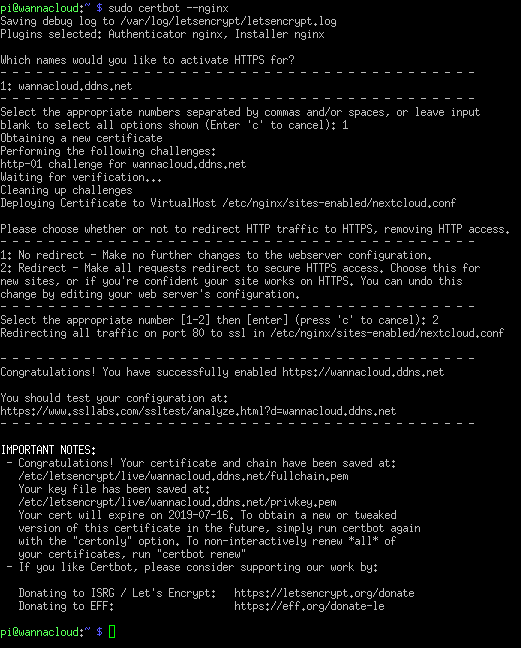 pi@wannacloud:~ $ sudo certbot --nginx
Saving debug log to /var/log/letsencrypt/letsencrypt.log
Plugins selected: Authenticator nginx, Installer nginx
Which names would you like to activate HTTPS for?
- - - - - - - - - - - - - - - - - - - - - - - - - - - - - - - - - - - - - - - -
1: wannacloud.ddns.net
- - - - - - - - - - - - - - - - - - - - - - - - - - - - - - - - - - - - - - - -
Select the appropriate numbers separated by commas and/or spaces, or leave input
blank to select all options shown (Enter 'c' to cancel): 1
Obtaining a new certificate
Performing the following challenges:
http-01 challenge for wannacloud.ddns.net
Waiting for verification...
Cleaning up challenges
Deploying Certificate to VirtualHost /etc/nginx/sites-enabled/nextcloud.conf
Please choose whether or not to redirect HTTP traffic to HTTPS, removing HTTP access.
- - - - - - - - - - - - - - - - - - - - - - - - - - - - - - - - - - - - - - - -
1: No redirect - Make no further changes to the webserver configuration.
2: Redirect - Make all requests redirect to secure HTTPS access. Choose this for
new sites, or if you're confident your site works on HTTPS. You can undo this
change by editing your web server's configuration.
- - - - - - - - - - - - - - - - - - - - - - - - - - - - - - - - - - - - - - - -
Select the appropriate number [1-2] then [enter] (press 'c' to cancel): 2
Redirecting all traffic on port 80 to ssl in /etc/nginx/sites-enabled/nextcloud.conf
- - - - - - - - - - - - - - - - - - - - - - - - - - - - - - - - - - - - - - - -
Congratulations! You have successfully enabled https://wannacloud.ddns.net
You should test your configuration at:
https://www.ssllabs.com/ssltest/analyze.html?d=wannacloud.ddns.net
- - - - - - - - - - - - - - - - - - - - - - - - - - - - - - - - - - - - - - - -
IMPORTANT NOTES:
- Congratulations! Your certificate and chain have been saved at:
/etc/letsencrypt/live/wannacloud.ddns.net/fullchain.pem
Your key file has been saved at:
/etc/letsencrypt/live/wannacloud.ddns.net/privkey.pem
Your cert will expire on 2019-07-16. To obtain a new or tweaked
version of this certificate in the future, simply run certbot again
with the "certonly" option. To non-interactively renew *all* of
your certificates, run "certbot renew"
- If you like Certbot, please consider supporting our work by:
Donating to ISRG / Let's Encrypt:   https://letsencrypt.org/donate
Donating to EFF:                    https://eff.org/donate-le
pi@wannacloud:~ $